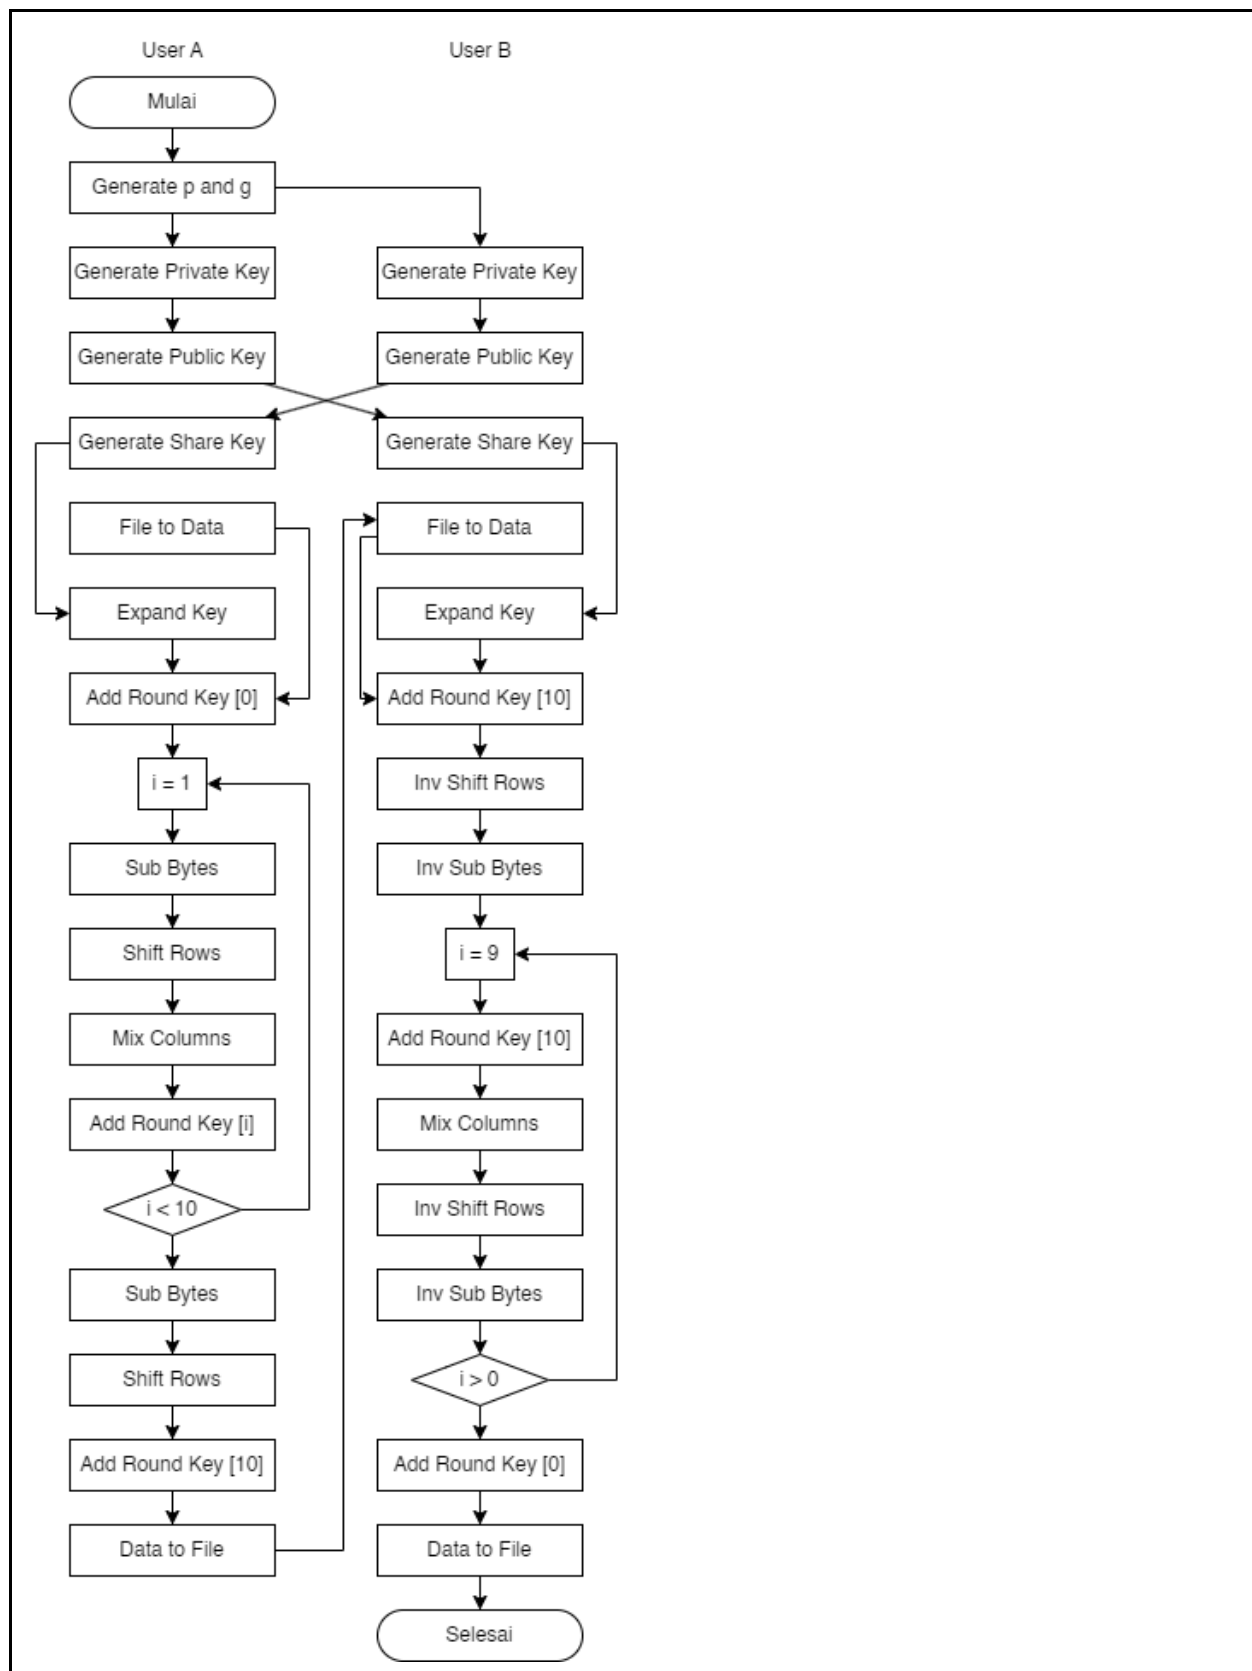 User A
User B
Mulai
Generate p and g
Generate Private Key
Generate Private Key
Generate Public Key
Generate Public Key
Generate Share Key
Generate Share Key
File to Data
File to Data
Expand Key
Expand Key
Add Round Key [0]
Add Round Key [10]
i = 1
Inv Shift Rows
Sub Bytes
Inv Sub Bytes
Shift Rows
i = 9
Mix Columns
Add Round Key [10]
Add Round Key [i]
Mix Columns
i < 10
Inv Shift Rows
Sub Bytes
Inv Sub Bytes
Shift Rows
i > 0
Add Round Key [10]
Add Round Key [0]
Data to File
Data to File
Selesai